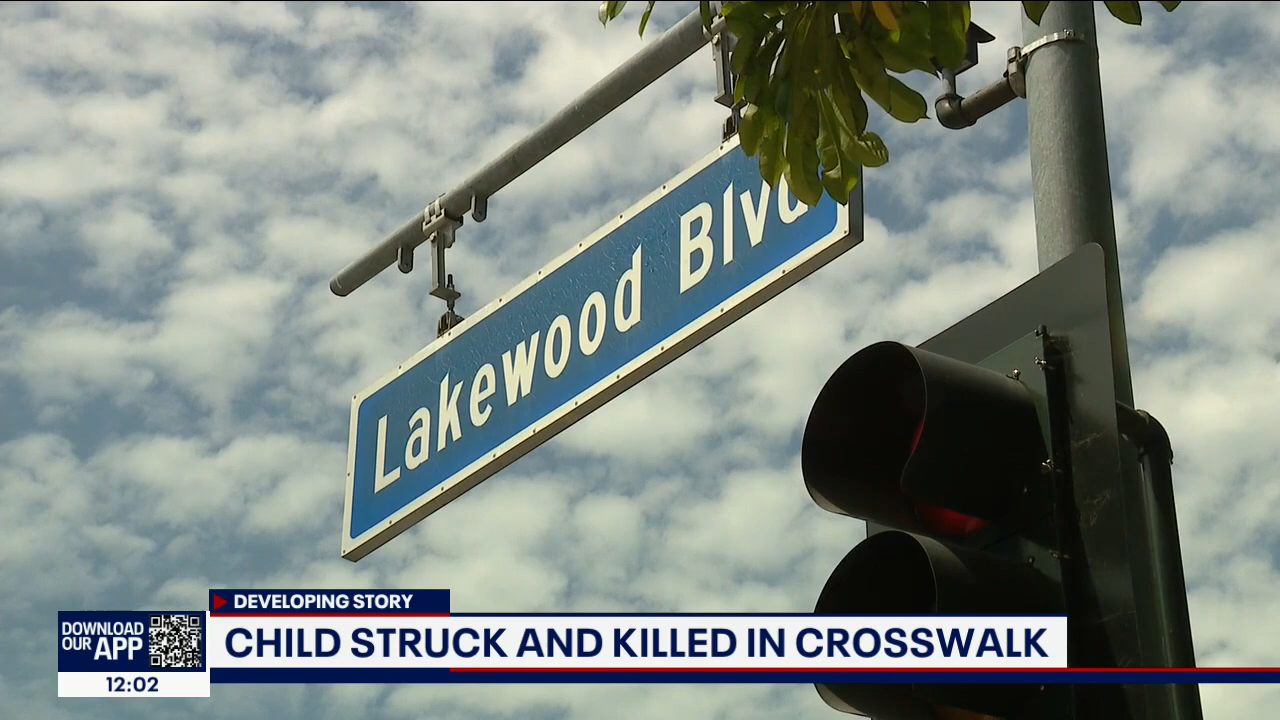 Lakewood Blvd
DEVELOPING STORY
CHILD STRUCK AND KILLED IN CROSSWALK
DOWNLOAD
OUR APP
12:02